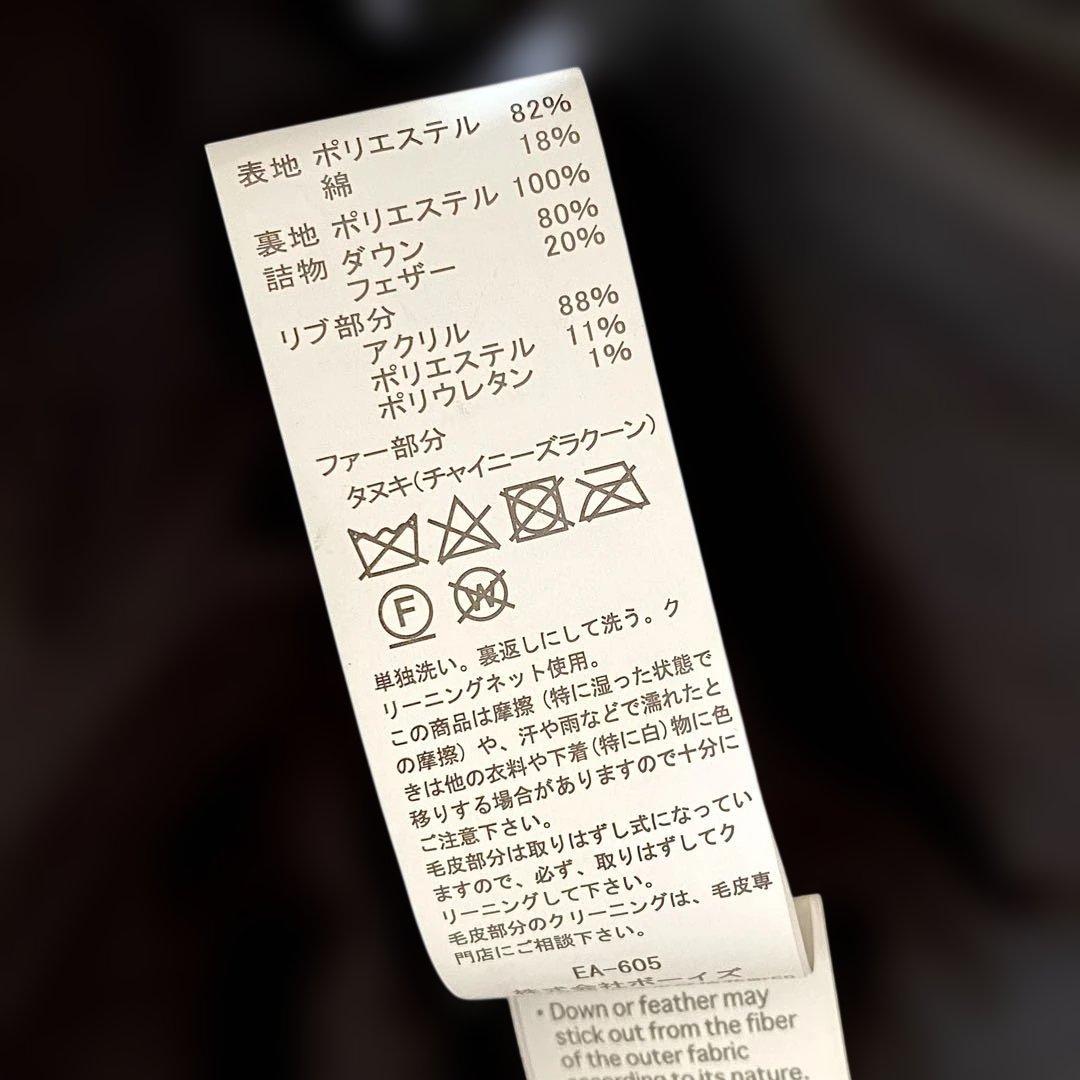 表地 ポリエステル 82%
綿 18%
裏地 ポリエステル 100%
詰物 ダウン 80%
フェザー 20%
リブ部分
アクリル 88%
ポリエステル 11%
ポリウレタン 1%
ファー部分
タヌキ(チャイニーズラクーン)
F W
単独洗い。裏返しにして洗う。ク
リーニングネット使用。
この商品は摩擦(特に湿った状態で
の摩擦)や、汗や雨などで濡れたと
きは他の衣料や下着(特に白)物に色
移りする場合がありますので十分に
ご注意下さい。
毛皮部分は取りはずし式になってい
ますので、必ず、取りはずしてク
リーニングして下さい。
毛皮部分のクリーニングは、毛皮専
門店にご相談下さい。
EA-605
株式会社ボーイズ
• Down or feather may
stick out from the fiber
of the outer fabric
according to its nature.